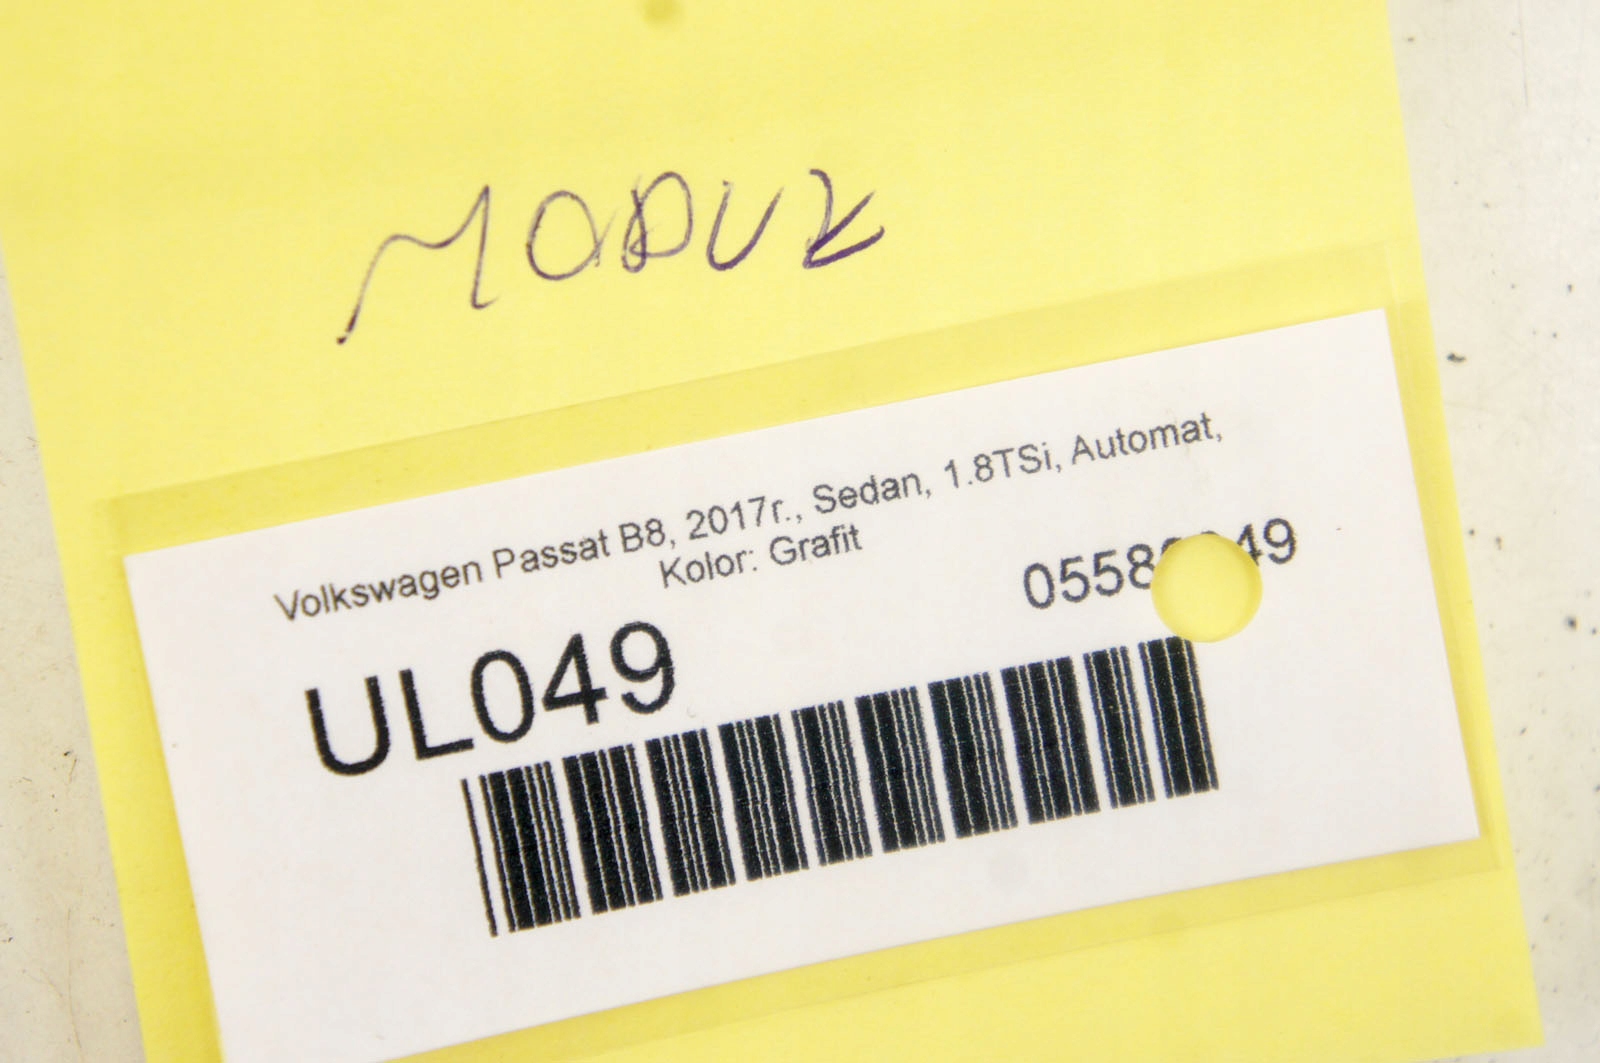 MODUŁ
Volkswagen Passat B8, 2017r., Sedan, 1.8TSi, Automat,
Kolor: Grafit
UL049